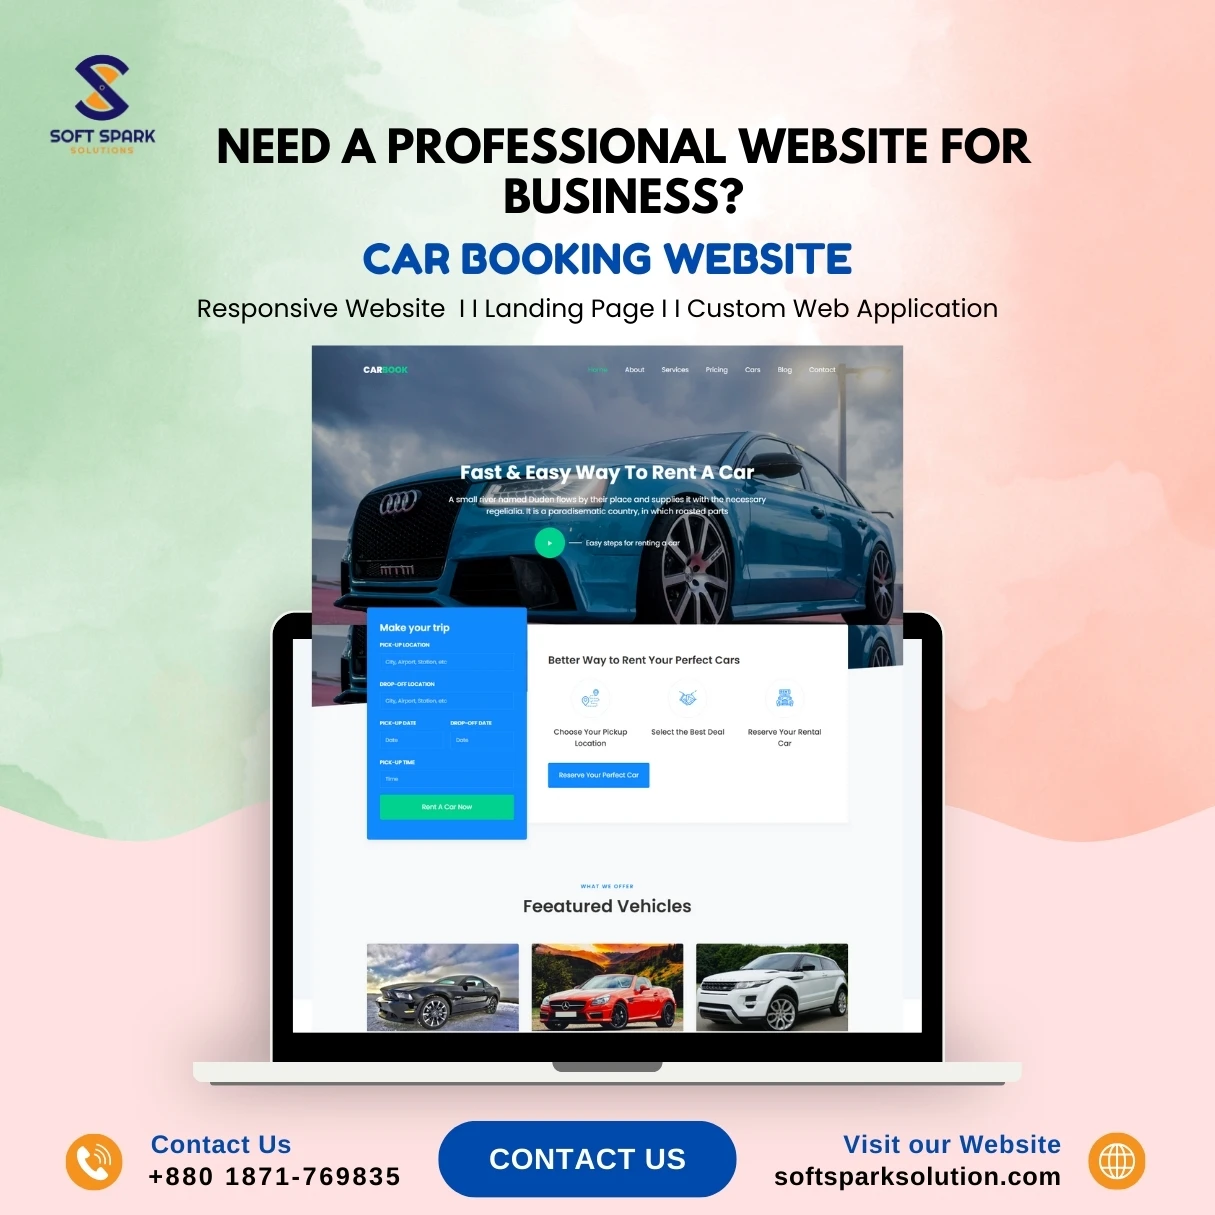 SOFT SPARK
SOLUTIONS
NEED A PROFESSIONAL WEBSITE FOR
BUSINESS?
CAR BOOKING WEBSITE
Responsive Website I I Landing Page I I Custom Web Application
CARBOOK
Home About Services Pricing Cars Blog Contact
Fast & Easy Way To Rent A Car
A small river named Duden flows by their place and supplies it with the necessary
regelialia. It is a paradisematic country, in which roasted parts
Easy steps for renting a car
Make your trip
PICK-UP LOCATION
City, Airport, Station, etc
DROP-OFF LOCATION
City, Airport, Station, etc
PICK-UP DATE DROP-OFF DATE
Date Date
PICK-UP TIME
Time
Rent A Car Now
Better Way to Rent Your Perfect Cars
Choose Your Pickup
Location
Select the Best Deal
Reserve Your Rental
Car
Reserve Your Perfect Car
WHAT WE OFFER
Feeatured Vehicles
Contact Us
+880 1871-769835
CONTACT US
Visit our Website
softsparksolution.com